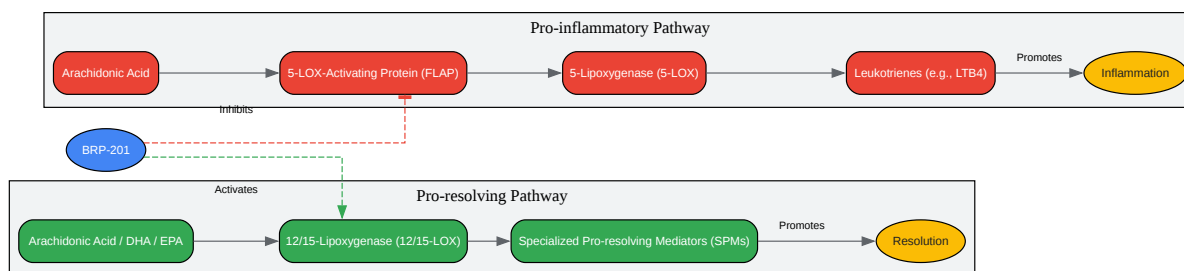 Pro-inflammatory Pathway
Promotes
Arachidonic Acid
5-LOX-Activating Protein (FLAP)
5-Lipoxygenase (5-LOX)
Leukotrienes (e.g., LTB4)
Inflammation
Inhibits
BRP-201
Activates
Pro-resolving Pathway
Promotes
Arachidonic Acid / DHA / EPA
12/15-Lipoxygenase (12/15-LOX)
Specialized Pro-resolving Mediators (SPMs)
Resolution